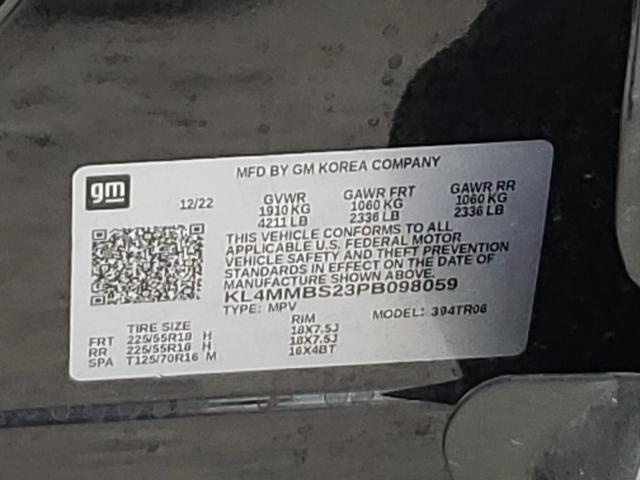 MFD BY GM KOREA COMPANY
gm
12/22 GVWR GAWR FRT GAWR RR
1910 KG 1060 KG 1060 KG
4211 LB 2336 LB 2336 LB
THIS VEHICLE CONFORMS TO ALL
APPLICABLE U.S. FEDERAL MOTOR
VEHICLE SAFETY AND THEFT PREVENTION
STANDARDS IN EFFECT ON THE DATE OF
MANUFACTURE SHOWN ABOVE.
KL4MMBS23PB098059
TYPE: MPV MODEL: 394TR06
TIRE SIZE RIM
FRT 225/55R18 H 18X7.5J
RR 225/55R18 H 18X7.5J
SPA T125/70R16 M 16X4BT